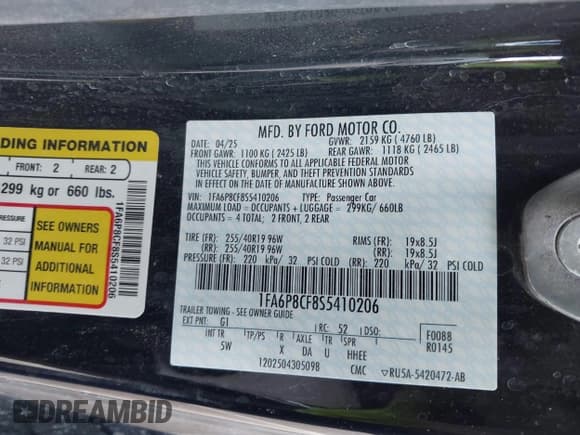 DING INFORMATION
FRONT: 2 REAR: 2
299 kg or 660 lbs.
PRESSURE
32 PSI
32 PSI
SEE OWNERS
MANUAL FOR
ADDITIONAL
INFORMATION
1FA6P8CF8S5410206
MFD. BY FORD MOTOR CO.
04/25 GVWR: 2159 KG ( 4760 LB)
FRONT GAWR: 1100 KG ( 2425 LB) REAR GAWR: 1118 KG ( 2465 LB)
THIS VEHICLE CONFORMS TO ALL APPLICABLE FEDERAL MOTOR
VEHICLE SAFETY, BUMPER, AND THEFT PREVENTION STANDARDS
IN EFFECT ON THE DATE OF MANUFACTURE SHOWN ABOVE.
VIN: 1FA6P8CF8S5410206 TYPE: Passenger Car
MAXIMUM LOAD = OCCUPANTS + LUGGAGE = 299KG/ 660LB
OCCUPANTS = 4 TOTAL; 2 FRONT, 2 REAR
TIRE (FR): 255/40R19 96W RIMS (FR): 19x8.5J
(RR): 255/40R19 96W (RR): 19x8.5J
PRESSURE (FR): 220 kPa/ 32 PSI COLD (RR): 220 kPa/ 32 PSI COLD
1FA6P8CF8S5410206
TRAILER TOWING - SEE OWNER GUIDE.
EXT PNT: G1 RC: 52 DSO: F0088
INT TR TP/PS R AXLE TR SPR R0145
5W X U HHEEN
1202504305098 CMC RU5A-5420472-AB
DREAMBID